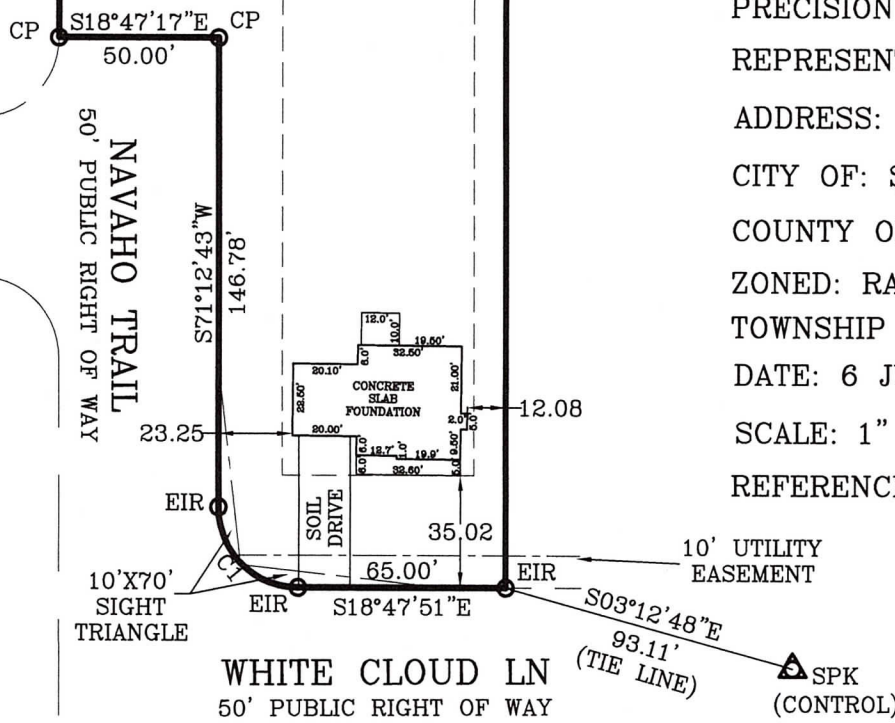 CP
S18°47'17"E
CP
50.00'
NAVAHO TRAIL
50' PUBLIC RIGHT OF WAY
S71°12'43"W
146.78'
12.0'
10.0'
19.50'
32.50'
6.0'
20.10'
22.50'
CONCRETE
SLAB
FOUNDATION
21.00'
2.0'
5.0'
20.00'
6.0'
12.7'
1.0'
19.9'
9.50'
6.0'
32.60'
5.0'
23.25
12.08
EIR
SOIL
DRIVE
35.02
C1
10'X70'
SIGHT
TRIANGLE
EIR
65.00'
S18°47'51"E
EIR
10' UTILITY
EASEMENT
S03°12'48"E
93.11'
(TIE LINE)
SPK
(CONTROL)
WHITE CLOUD LN
50' PUBLIC RIGHT OF WAY
PRECISION
REPRESEN
ADDRESS:
CITY OF: S
COUNTY O
ZONED: RA
TOWNSHIP
DATE: 6 J
SCALE: 1"
REFERENC